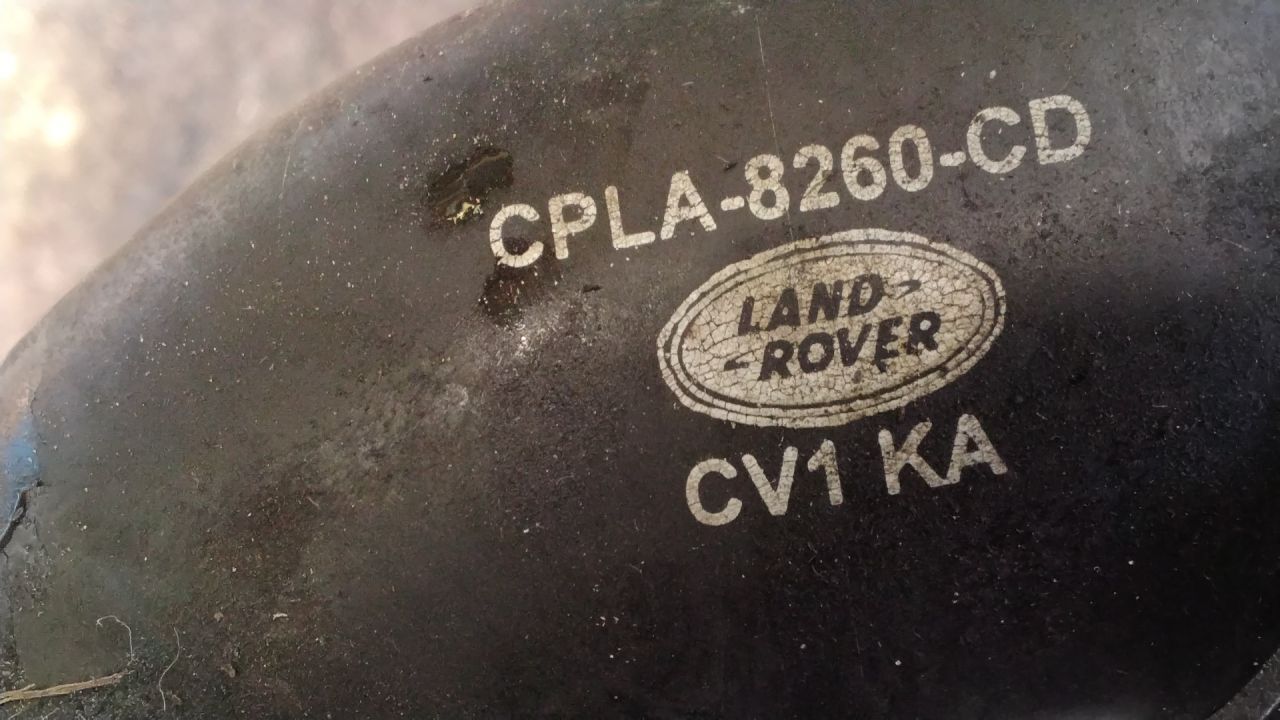 CPLA-8260-CD
LAND
ROVER
CV1 KA